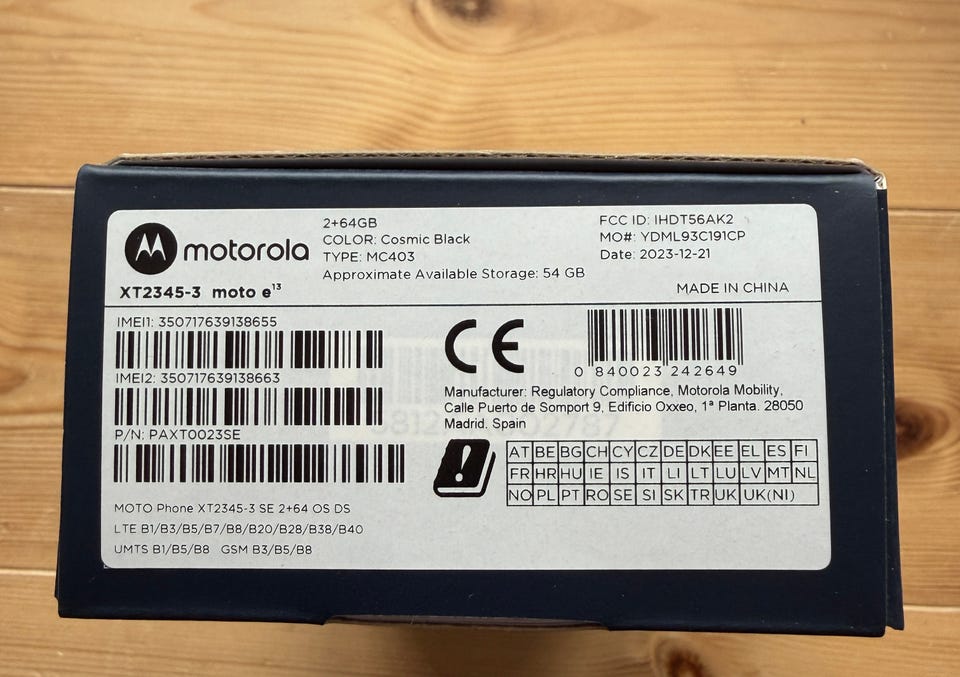 motorola
XT2345-3 moto e¹³
2+64GB
COLOR: Cosmic Black
TYPE: MC403
Approximate Available Storage: 54 GB
FCC ID: IHDT56AK2
MO#: YDML93C191CP
Date: 2023-12-21
MADE IN CHINA
IMEI1: 350717639138655
IMEI2: 350717639138663
P/N: PAXT0023SE
MOTO Phone XT2345-3 SE 2+64 OS DS
LTE B1/B3/B5/B7/B8/B20/B28/B38/B40
UMTS B1/B5/B8 GSM B3/B5/B8
CE
0 840023 242649
Manufacturer: Regulatory Compliance, Motorola Mobility,
Calle Puerto de Somport 9, Edificio Oxxeo, 1ª Planta. 28050
Madrid. Spain
AT BE BG CH CY CZ DE DK EE EL ES FI
FR HR HU IE IS IT LI LT LU LV MT NL
NO PL PT RO SE SI SK TR UK UK(NI)